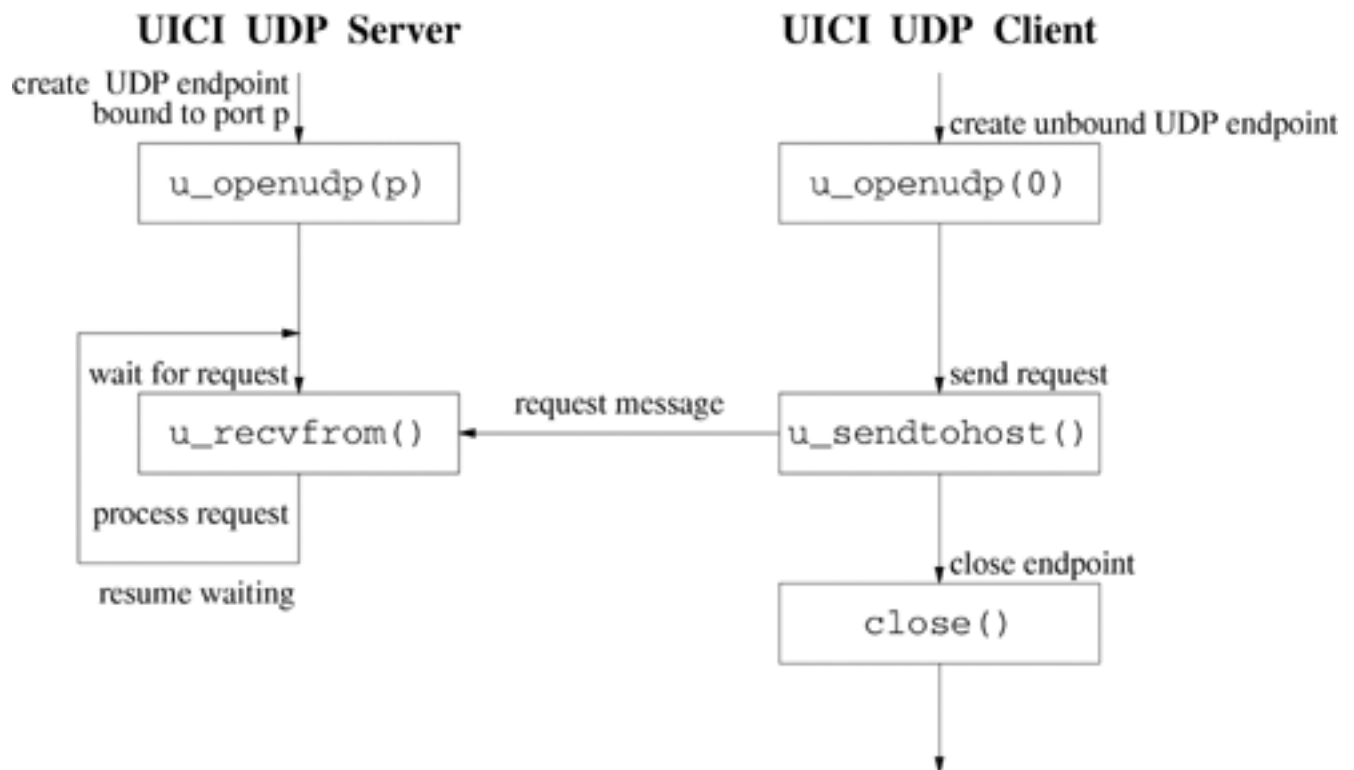 UICI UDP Server
UICI UDP Client
create UDP endpoint
bound to port p
create unbound UDP endpoint
u_openudp(p)
u_openudp(0)
wait for request
send request
request message
u_recvfrom()
u_sendtohost()
process request
close endpoint
resume waiting
close()